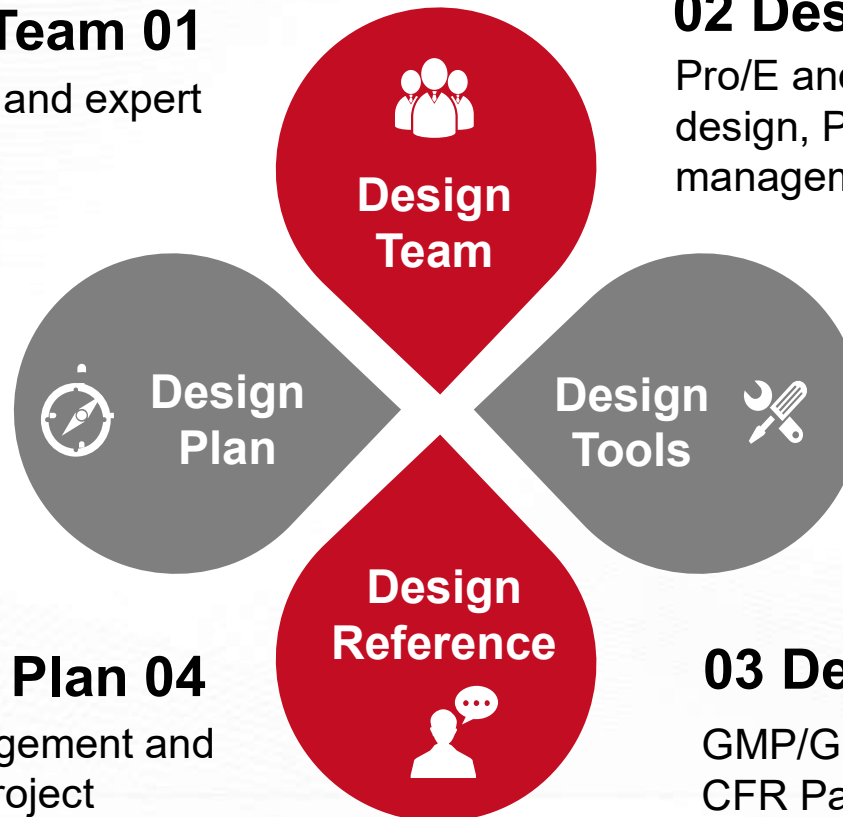 Team 01
and expert
02 Des
Pro/E and
design, P
managem
Design
Team
Design
Plan
Design
Tools
Design
Reference
Plan 04
gement and
roject
03 De
GMP/G
CFR Pa